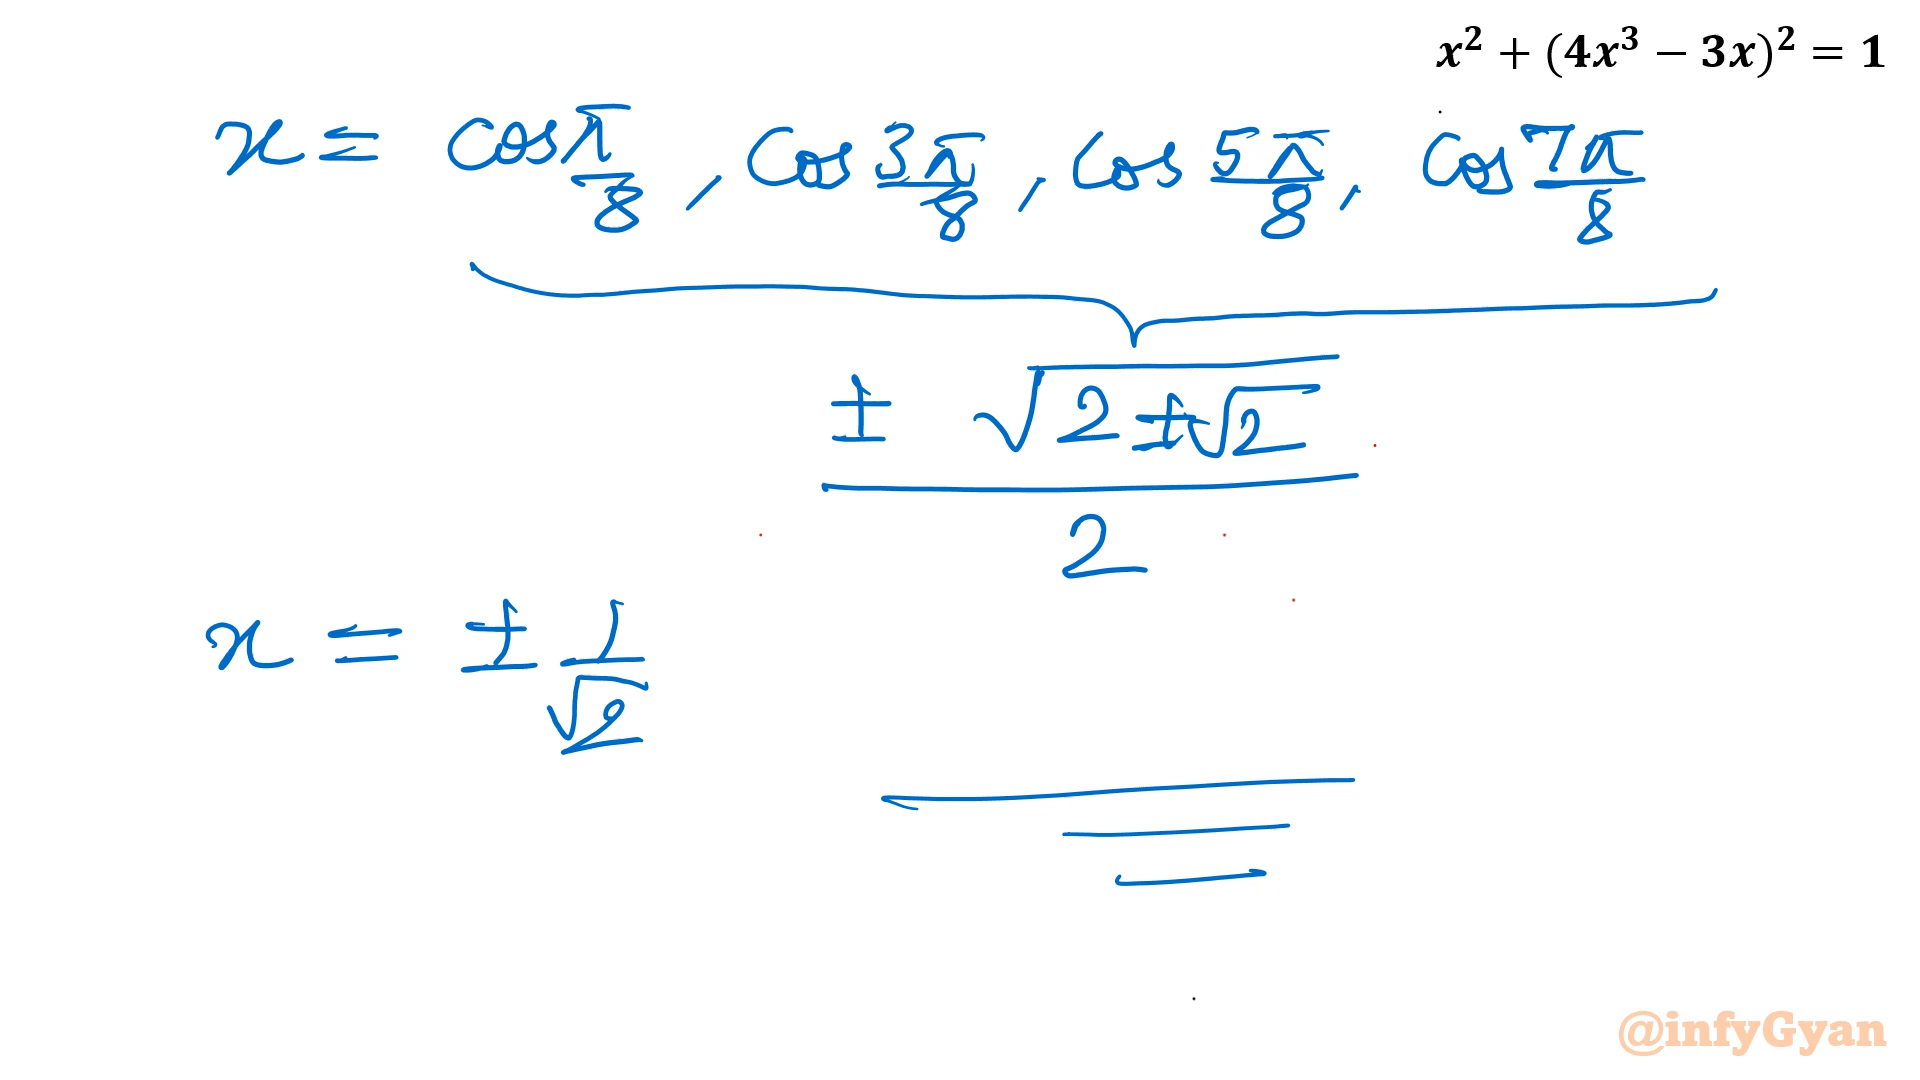 x² + (4x³ − 3x)² = 1
x = cos π/8 , cos 3π/8 , cos 5π/8 , cos 7π/8
± √(2 ± √2) / 2
x = ± 1/√2
@infyGyan